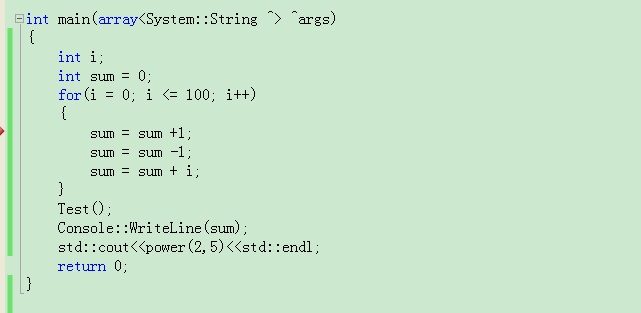 int main(array<System::String ^> ^args)
{
    int i;
    int sum = 0;
    for(i = 0; i <= 100; i++)
    {
        sum = sum +1;
        sum = sum -1;
        sum = sum + i;
    }
    Test();
    Console::WriteLine(sum);
    std::cout<<power(2,5)<<std::endl;
    return 0;
}